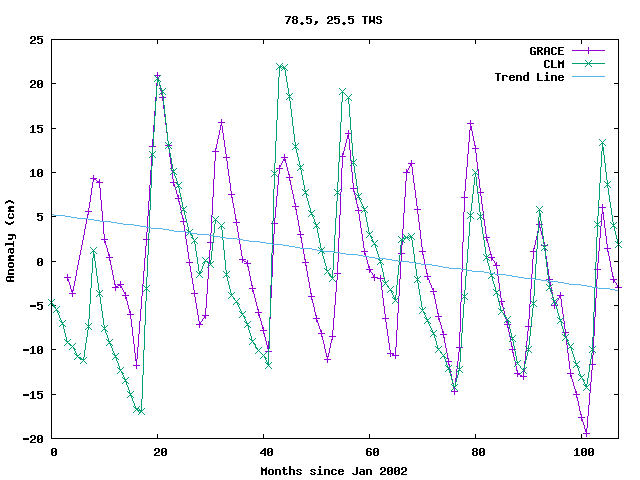 78.5, 25.5 TWS
GRACE
CLM
Trend Line
Anomaly (cm)
25
20
15
10
5
0
-5
-10
-15
-20
0 20 40 60 80 100
Months since Jan 2002